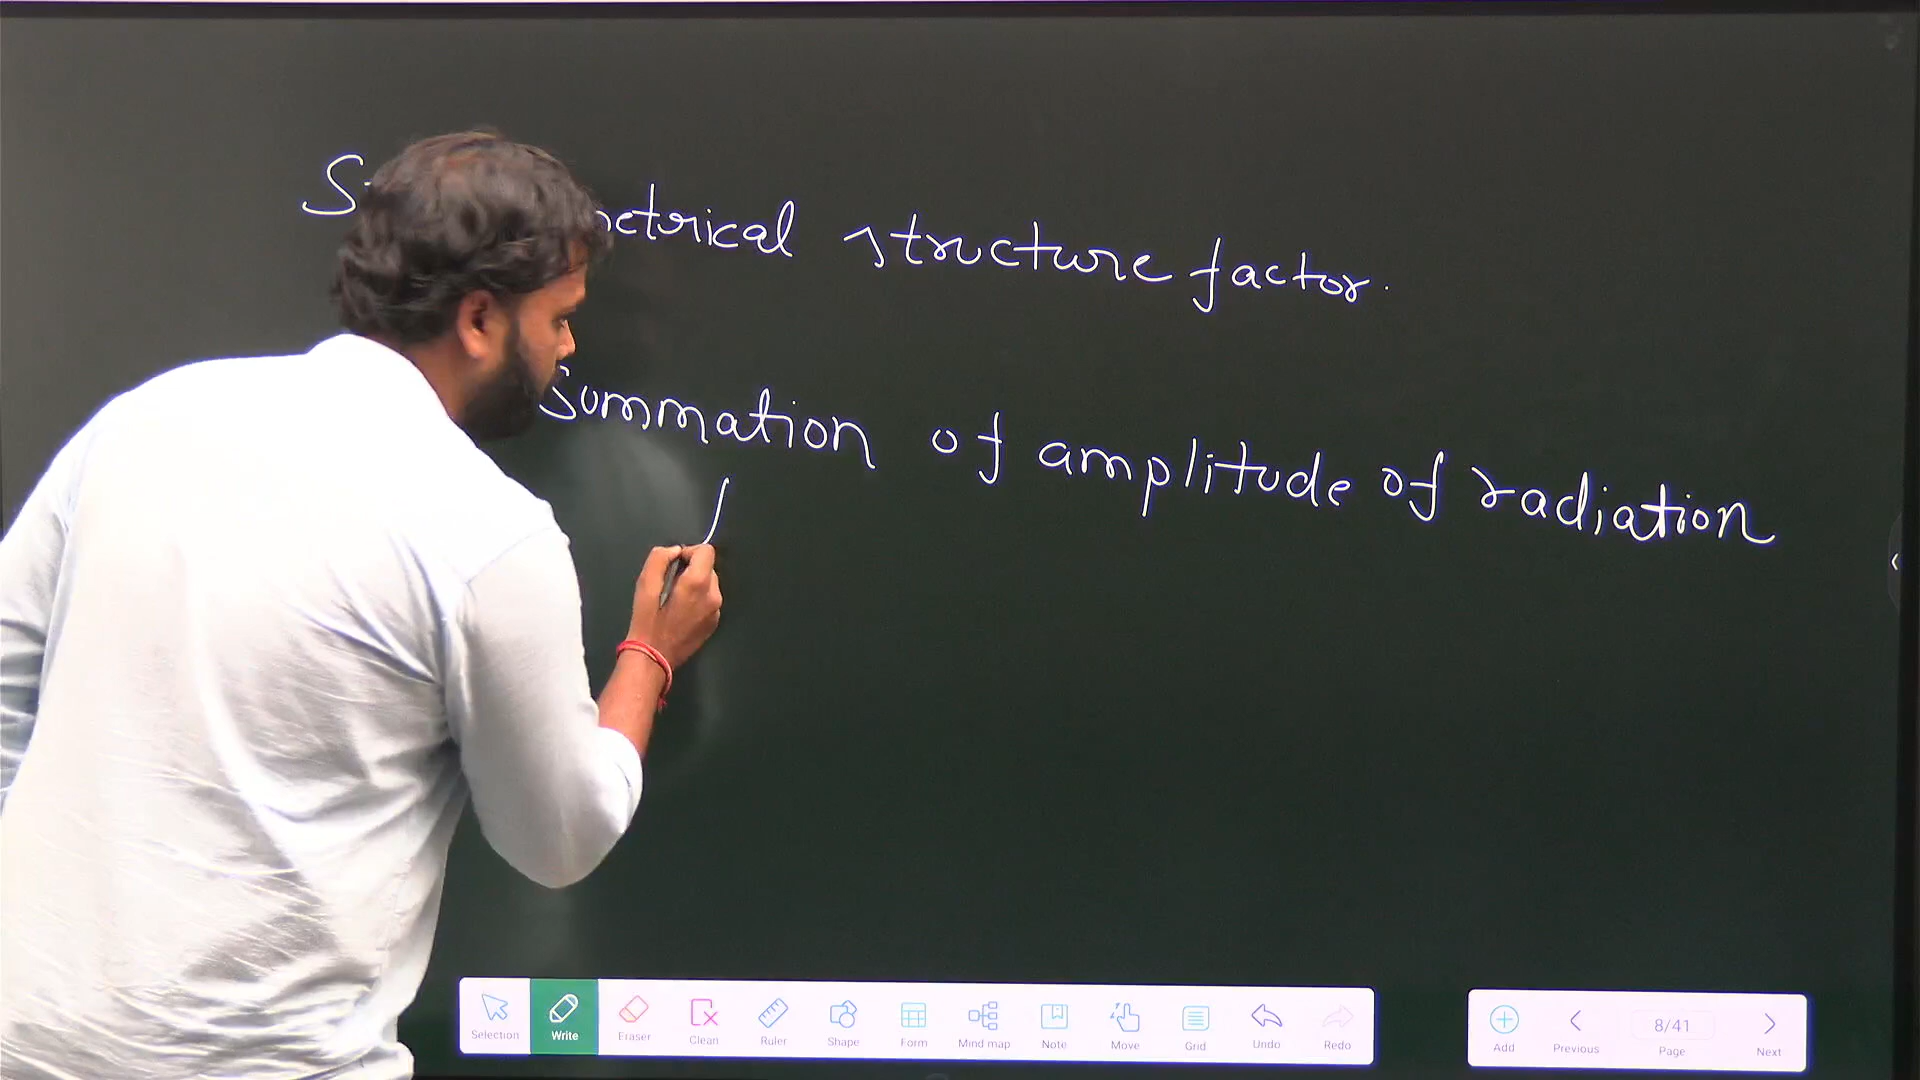 structure factor.
Summation of amplitude of radiation
Selection Write Eraser Clean Ruler Shape Form Mind map Note Move Grid Undo Redo
Add Previous 8/41 Page Next